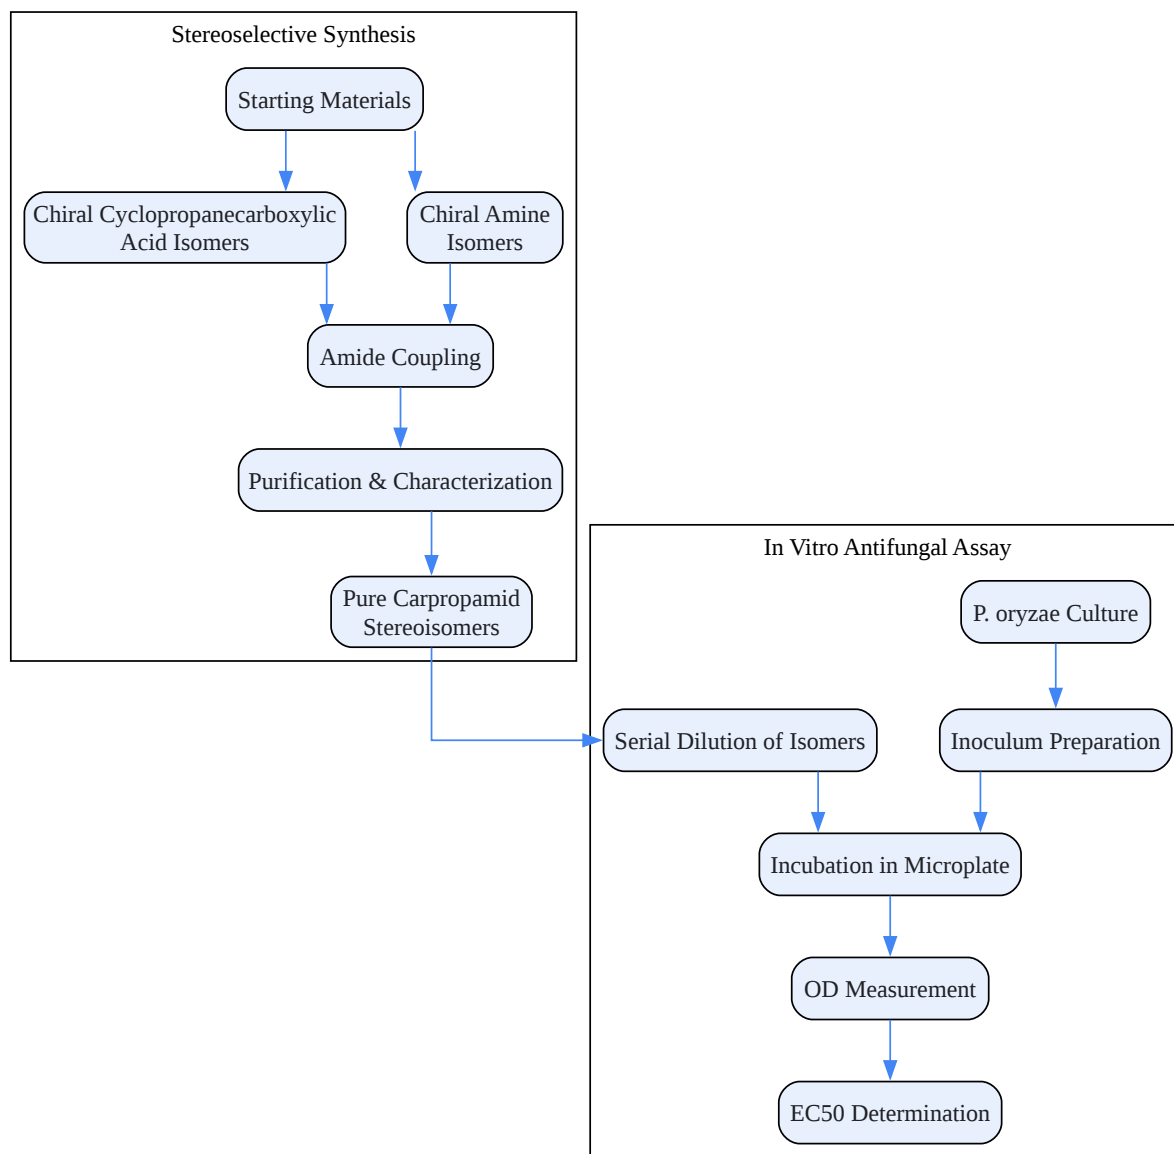 Stereoselective Synthesis
Starting Materials
Chiral Cyclopropanecarboxylic
Acid Isomers
Chiral Amine
Isomers
Amide Coupling
Purification & Characterization
Pure Carpropamid
Stereoisomers
In Vitro Antifungal Assay
P. oryzae Culture
Serial Dilution of Isomers
Inoculum Preparation
Incubation in Microplate
OD Measurement
EC50 Determination